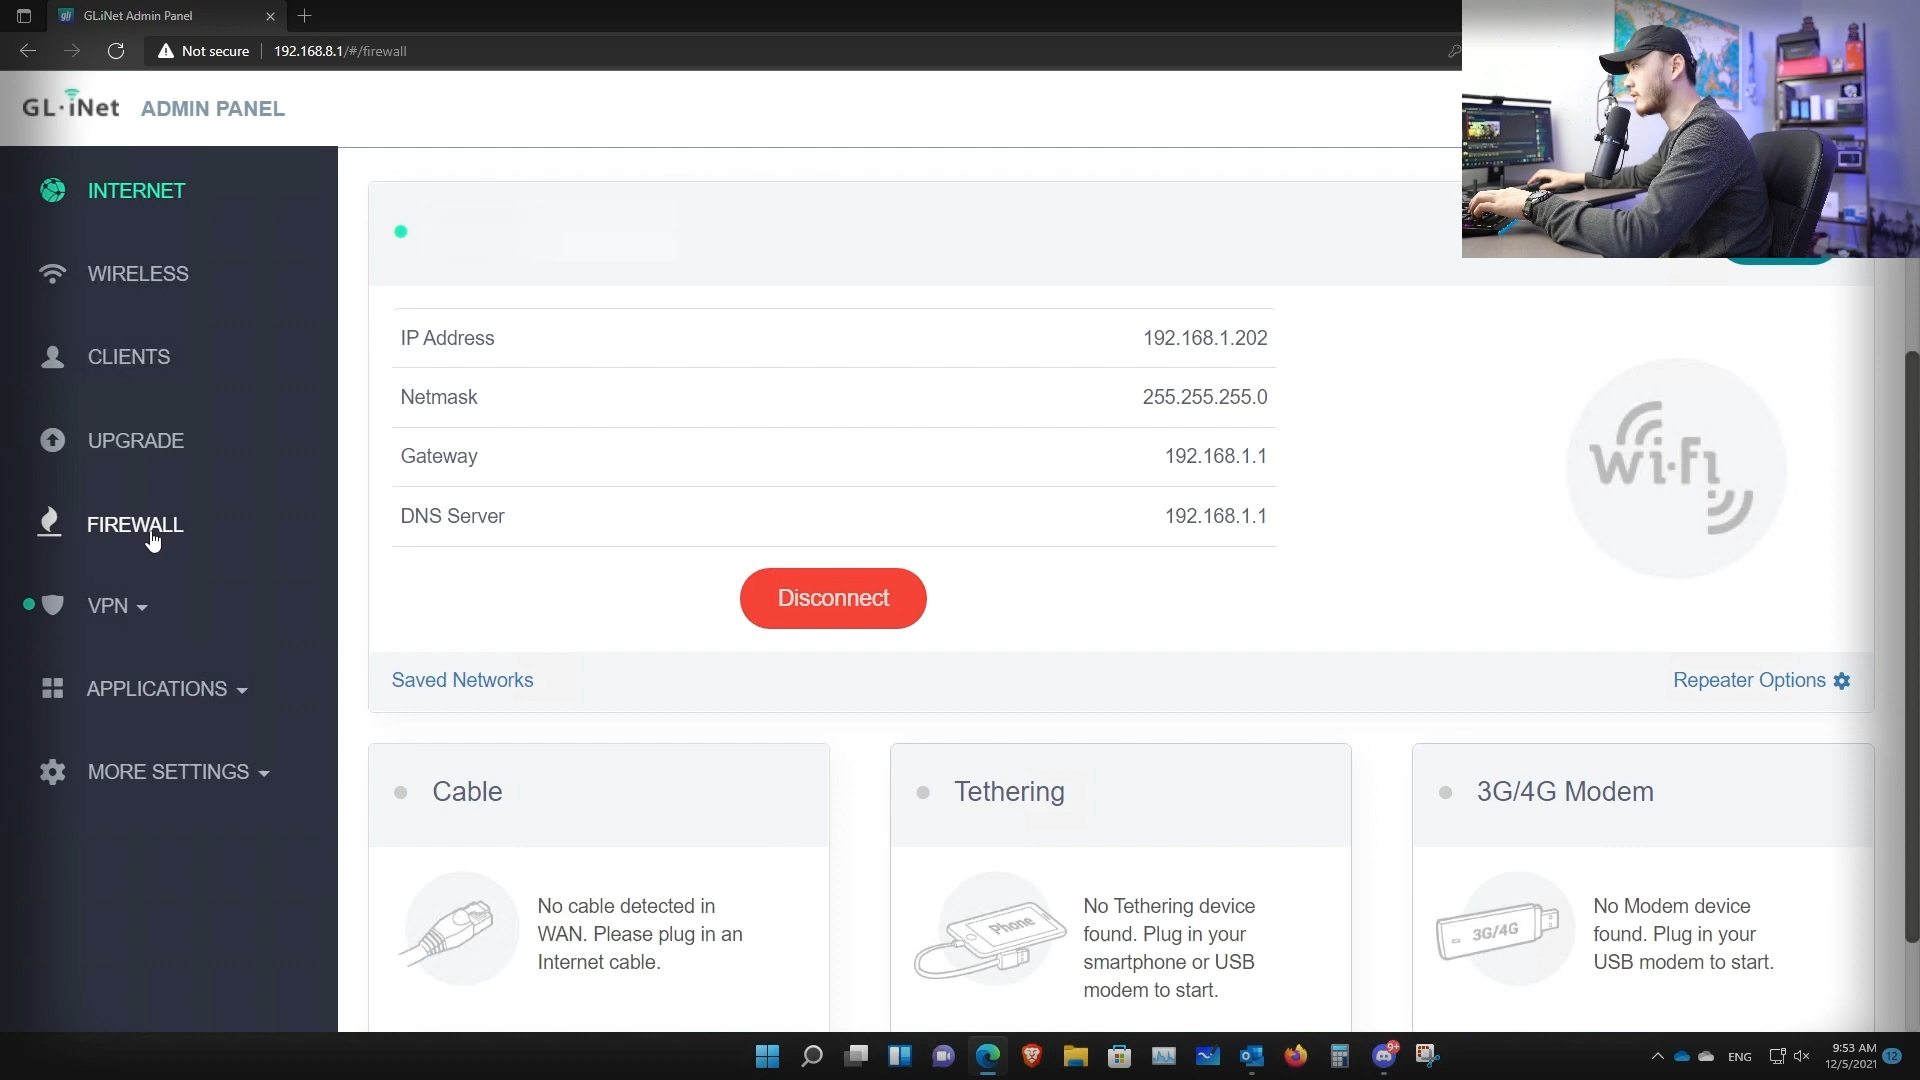 GL.iNet Admin Panel
Not secure
192.168.8.1/#/firewall
GL·iNet ADMIN PANEL
INTERNET
WIRELESS
CLIENTS
UPGRADE
FIREWALL
VPN
APPLICATIONS
MORE SETTINGS
IP Address 192.168.1.202
Netmask 255.255.255.0
Gateway 192.168.1.1
DNS Server 192.168.1.1
Disconnect
Wi-Fi
Saved Networks
Repeater Options
Cable
No cable detected in
WAN. Please plug in an
Internet cable.
Tethering
Phone
No Tethering device
found. Plug in your
smartphone or USB
modem to start.
3G/4G Modem
3G/4G
No Modem device
found. Plug in your
USB modem to start.
9+
ENG
9:53 AM
12/5/2021
12